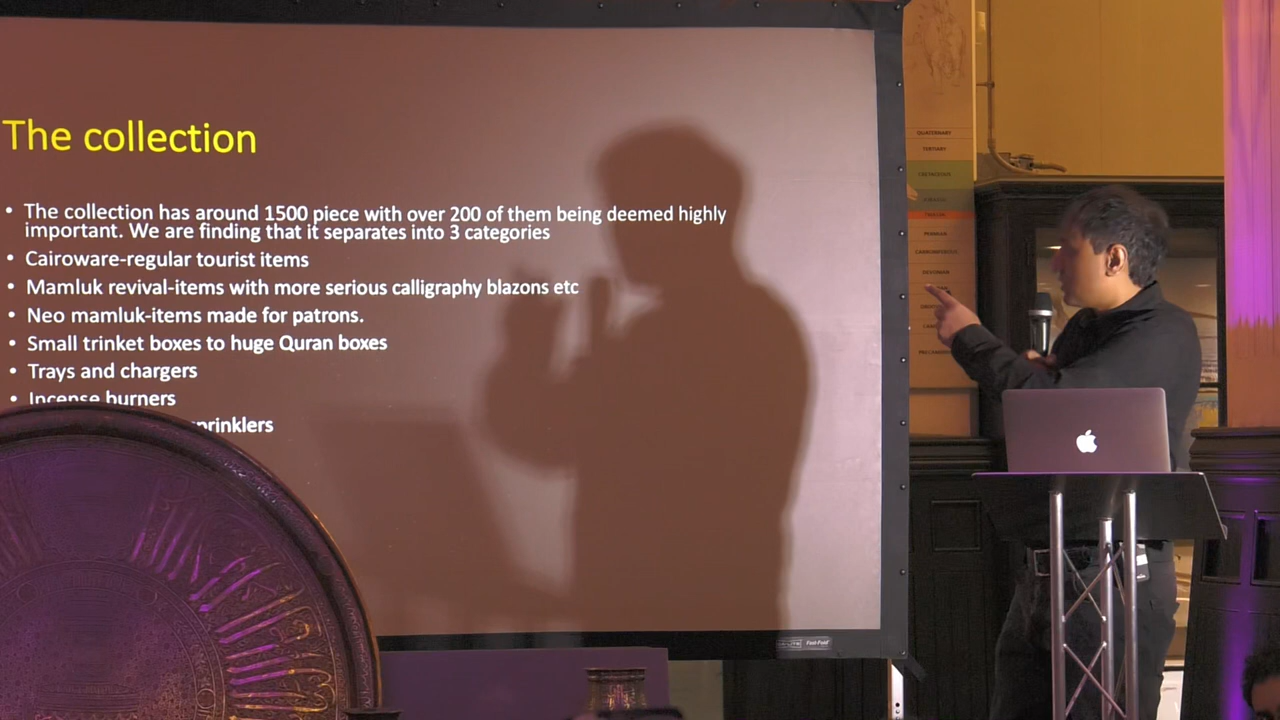 The collection
• The collection has around 1500 piece with over 200 of them being deemed highly
important. We are finding that it separates into 3 categories
• Cairoware-regular tourist items
• Mamluk revival-items with more serious calligraphy blazons etc
• Neo mamluk-items made for patrons.
• Small trinket boxes to huge Quran boxes
• Trays and chargers
• Incense burners
prinklers
QUATERNARY
TERTIARY
CRETACEOUS
PERMIAN
CARBONIFEROUS
DEVONIAN
Fast-Fold